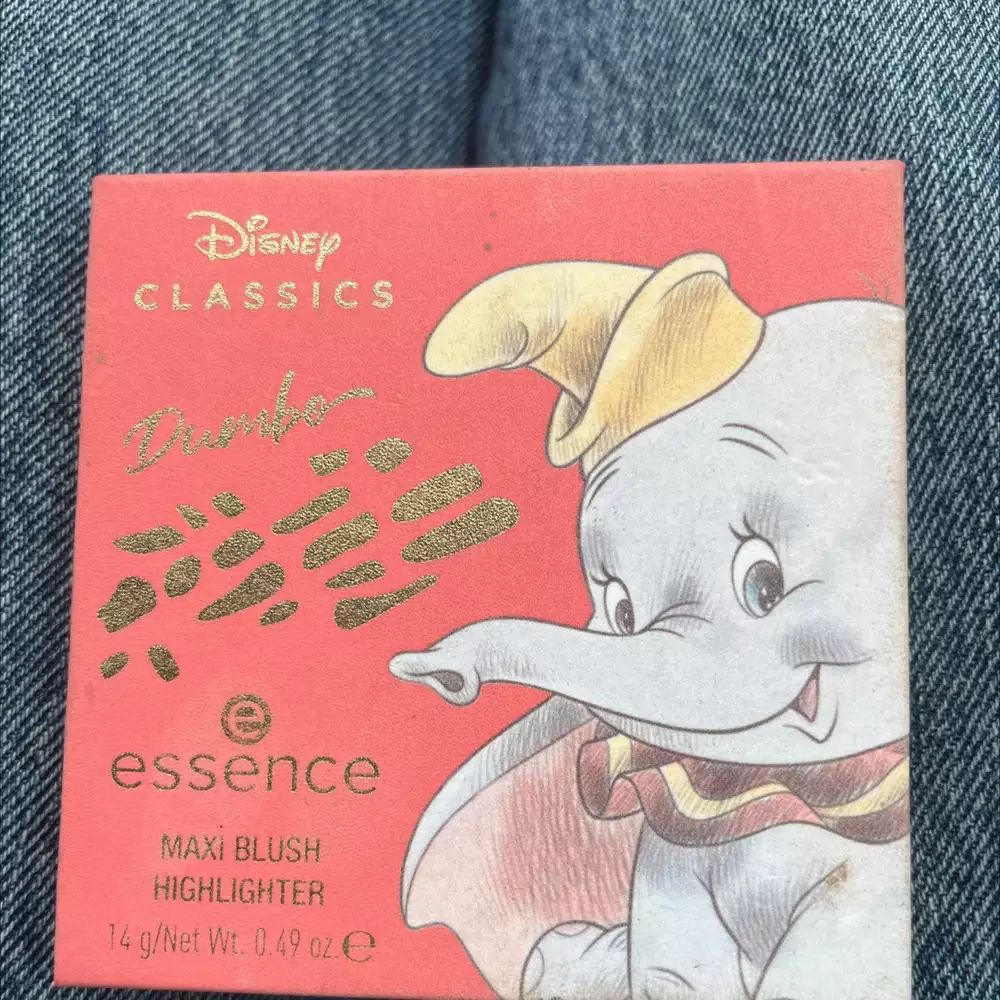 Disney
CLASSICS
Dumbo
e
essence
MAXI BLUSH
HIGHLIGHTER
14 g/Net Wt. 0.49 oz. ℮